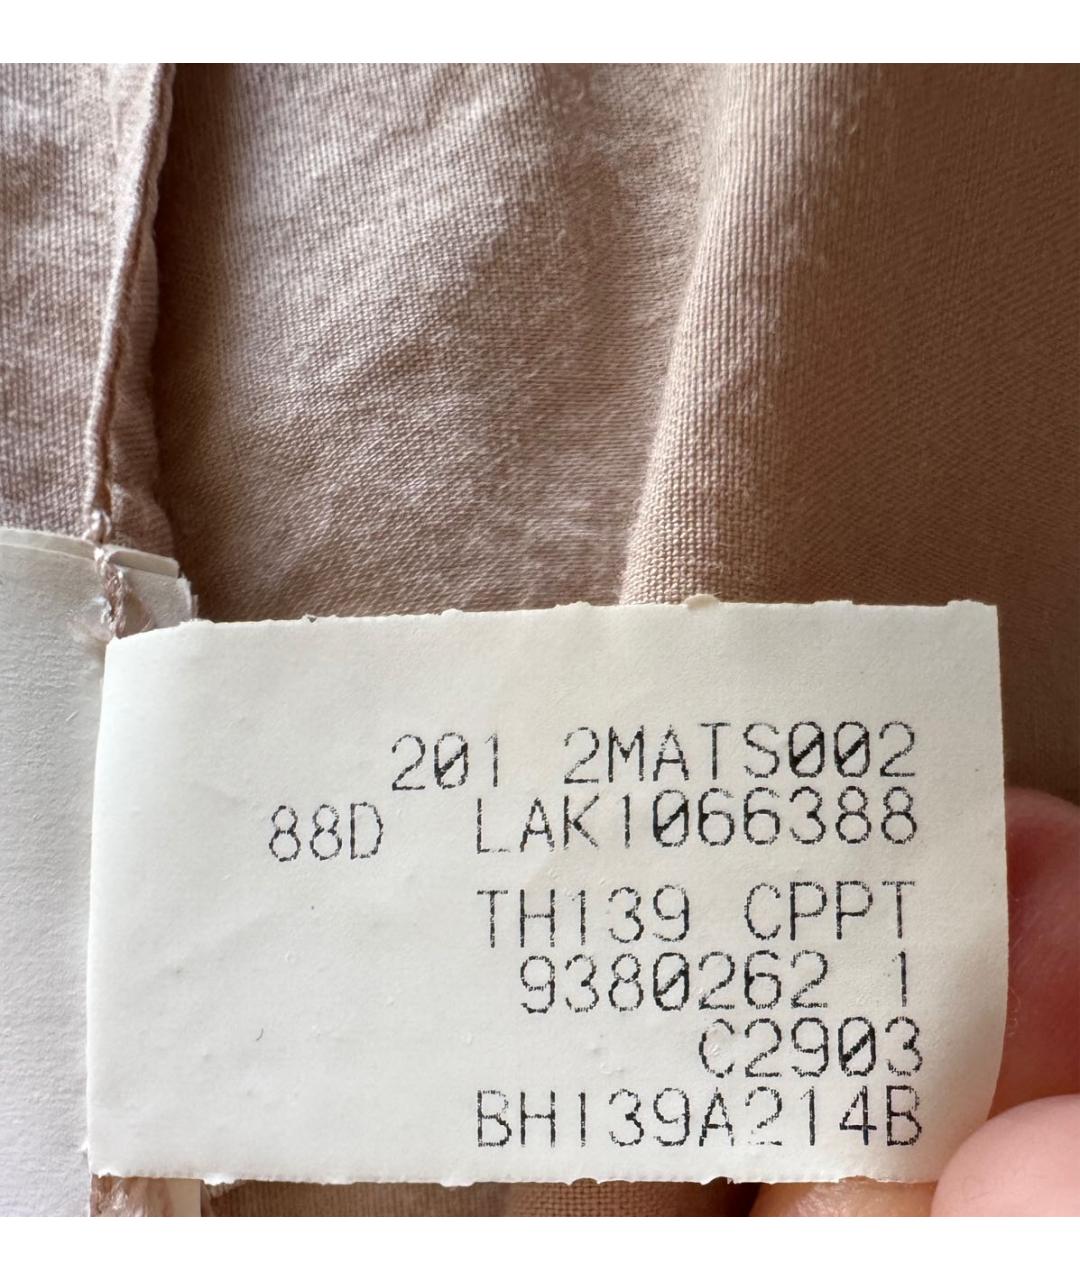 201 2MATS002
88D LAK1066388
TH139 CPPT
9380262 1
C2903
BH139A214B